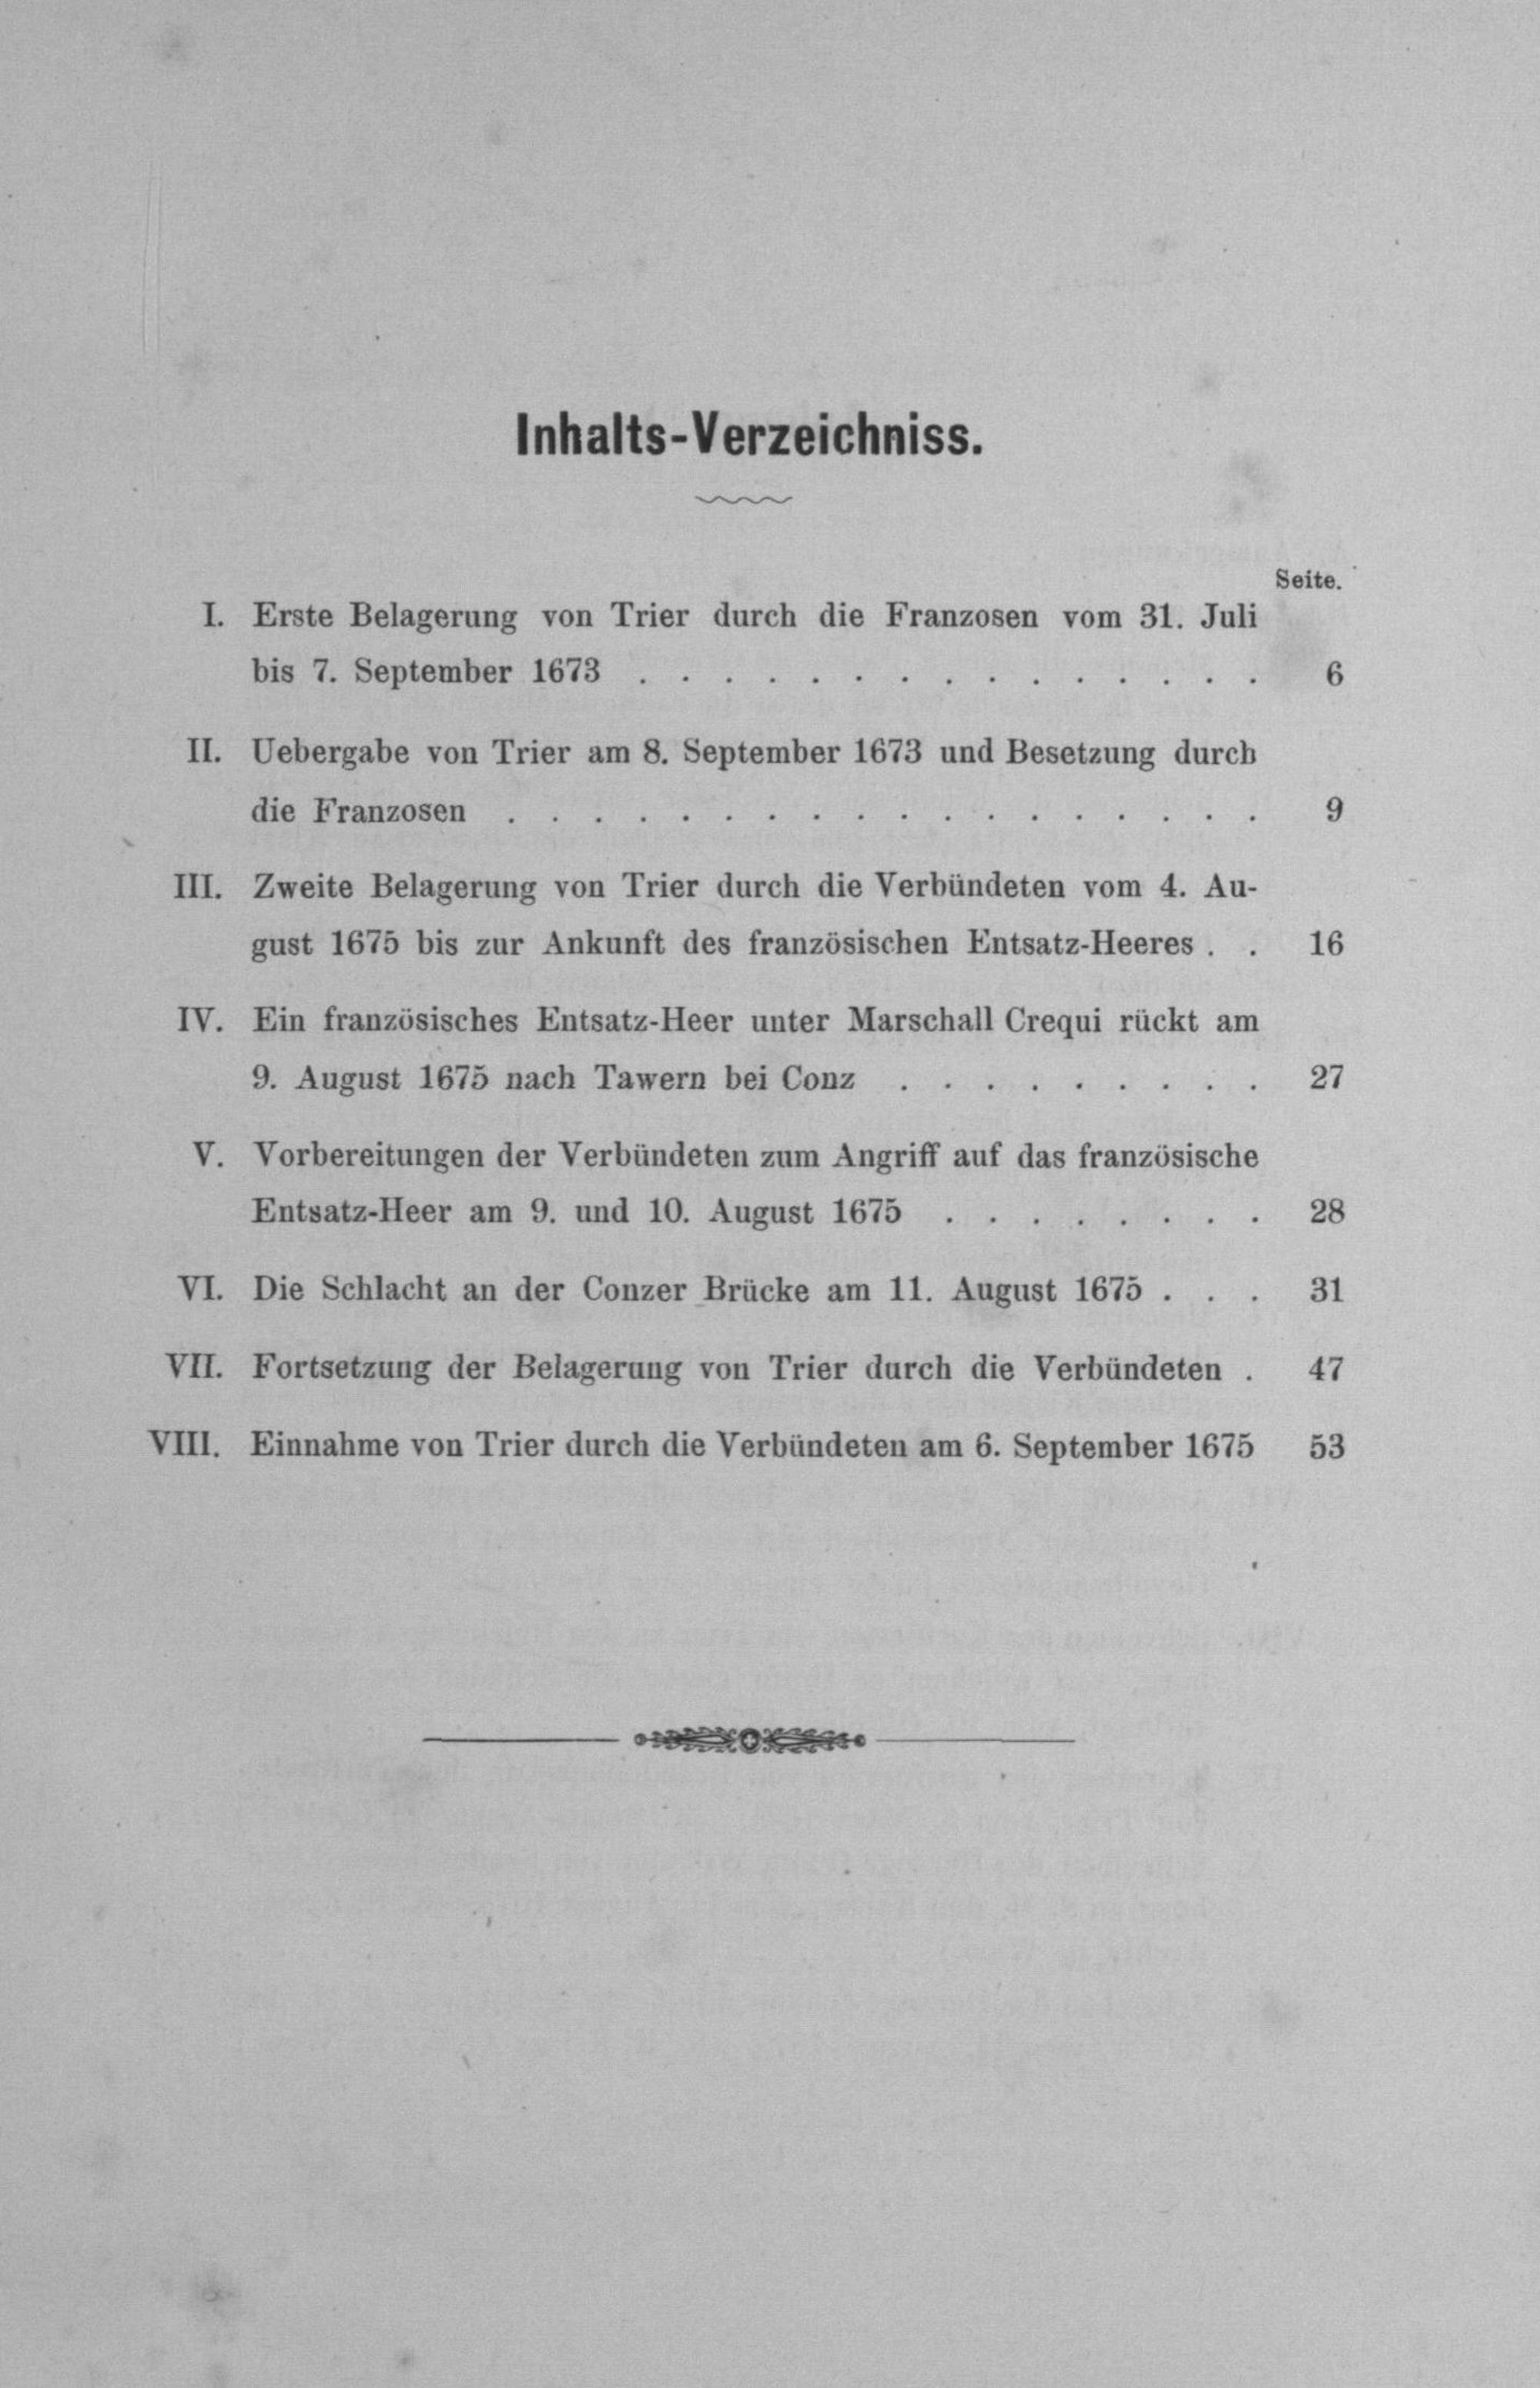 Inhalts-Verzeichniss.
Seite.
I. Erste Belagerung von Trier durch die Franzosen vom 31. Juli
bis 7. September 1673 . . . . . . . . . . . . . . . 6
II. Uebergabe von Trier am 8. September 1673 und Besetzung durch
die Franzosen . . . . . . . . . . . . . . . . . . 9
III. Zweite Belagerung von Trier durch die Verbündeten vom 4. Au-
gust 1675 bis zur Ankunft des französischen Entsatz-Heeres . . 16
IV. Ein französisches Entsatz-Heer unter Marschall Crequi rückt am
9. August 1675 nach Tawern bei Conz . . . . . . . . . 27
V. Vorbereitungen der Verbündeten zum Angriff auf das französische
Entsatz-Heer am 9. und 10. August 1675 . . . . . . . . 28
VI. Die Schlacht an der Conzer Brücke am 11. August 1675 . . . 31
VII. Fortsetzung der Belagerung von Trier durch die Verbündeten . 47
VIII. Einnahme von Trier durch die Verbündeten am 6. September 1675 53